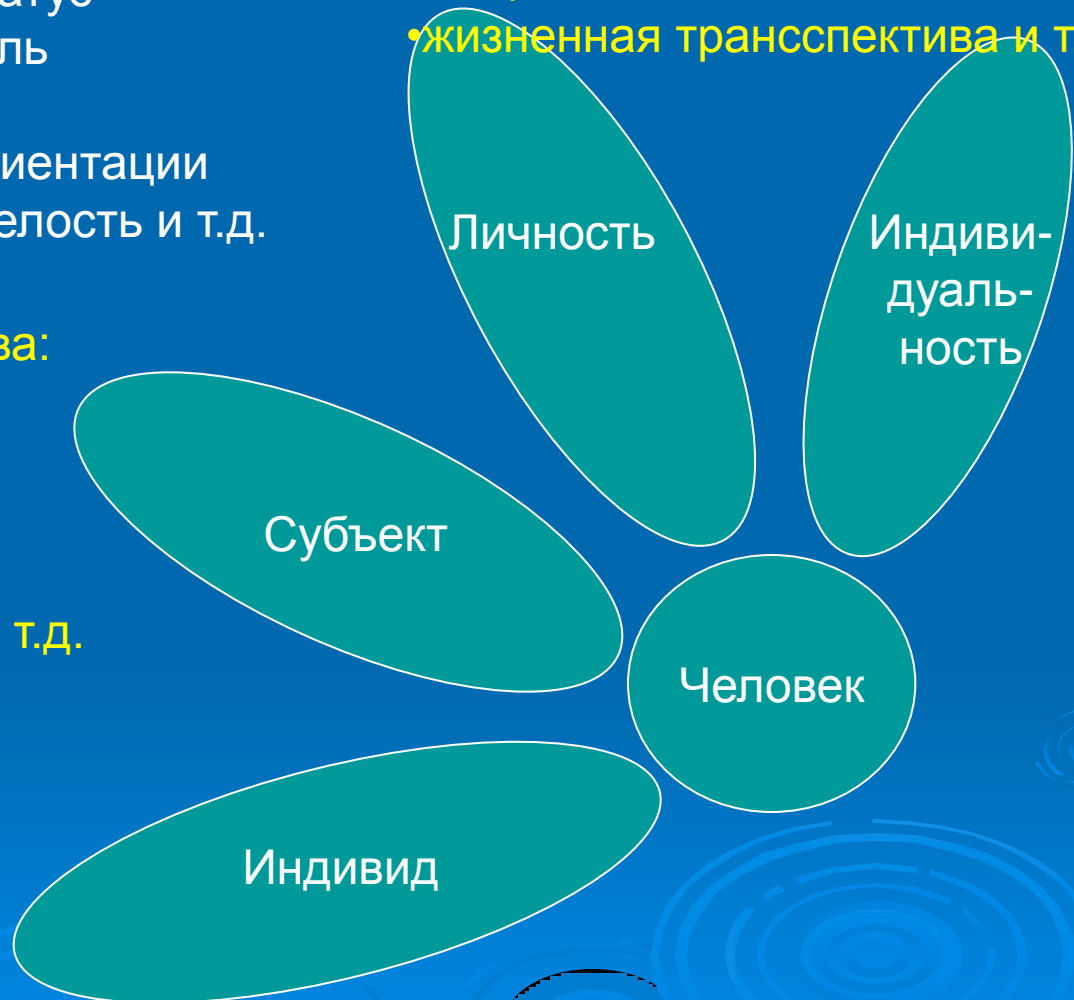 •жизненная трансспектива и т
иентации
елость и т.д.
Личность
Индиви-
дуаль-
ность
ва:
Субъект
т.д.
Человек
Индивид